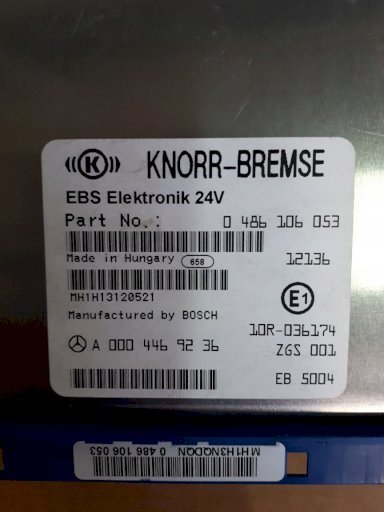 K KNORR-BREMSE
EBS Elektronik 24V
Part No.: 0 486 106 053
Made in Hungary 658 12136
MH1H13120521 E1
Manufactured by BOSCH 10R-036174
A 000 446 92 36 ZGS 001
EB 5004
MH1H3NQDQN 0 486 106 053